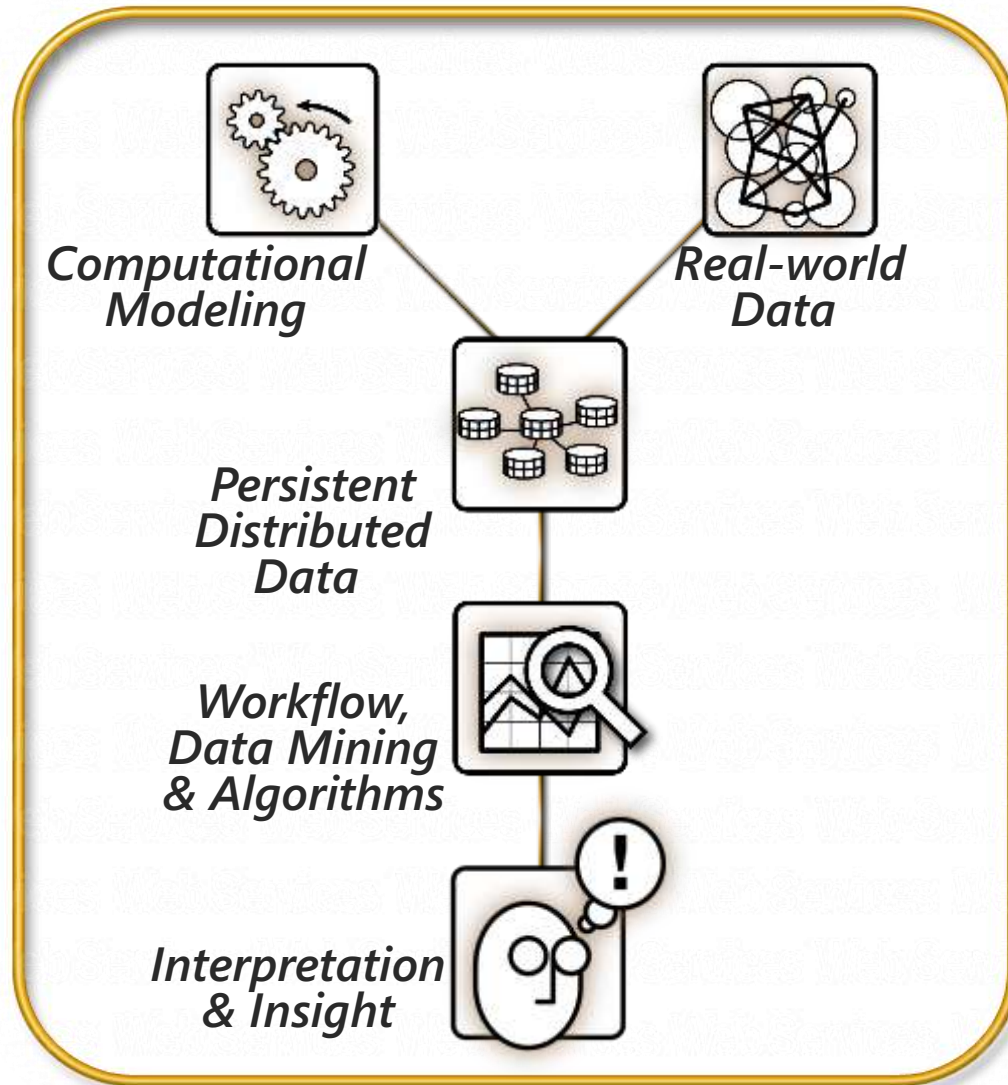 Computational
Modeling
Real-world
Data
Persistent
Distributed
Data
Workflow,
Data Mining
& Algorithms
!
Interpretation
& Insight